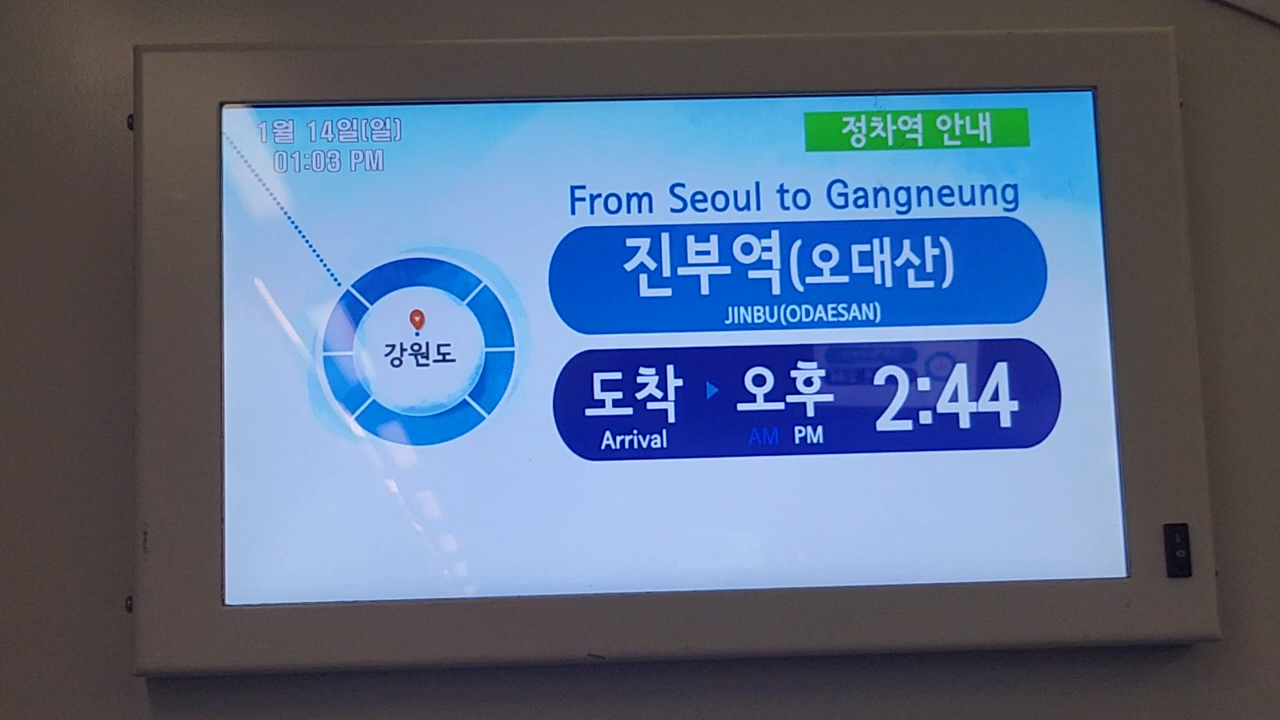 1월 14일(일)
01:03 PM
정차역 안내
From Seoul to Gangneung
진부역(오대산)
JINBU(ODAESAN)
강원도
도착 ▶ 오후 2:44
Arrival AM PM